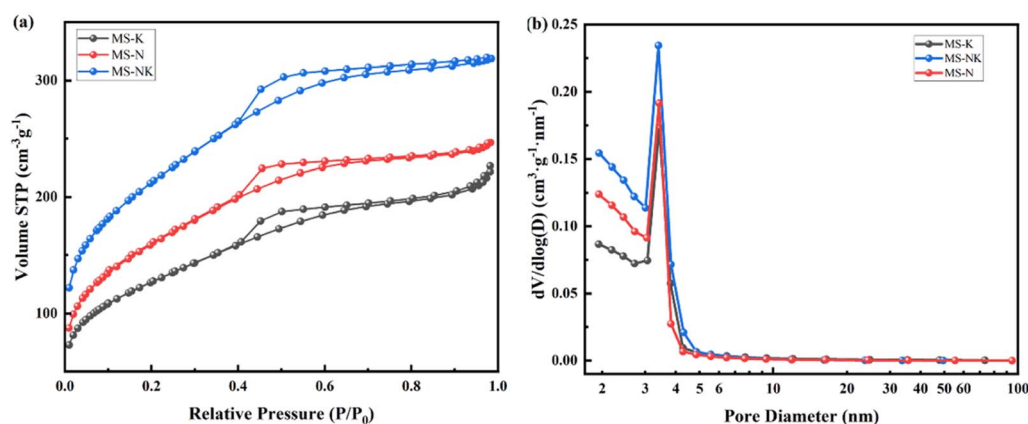 (a)
MS-K
MS-N
MS-NK
300
200
100
Volume STP (cm⁻³g⁻¹)
0.0 0.2 0.4 0.6 0.8 1.0
Relative Pressure (P/P₀)
(b)
MS-K
MS-NK
MS-N
0.25
0.20
0.15
0.10
0.05
0.00
dV/dlog(D) (cm³·g⁻¹·nm⁻¹)
2 3 4 5 6 10 20 30 40 50 60 100
Pore Diameter (nm)